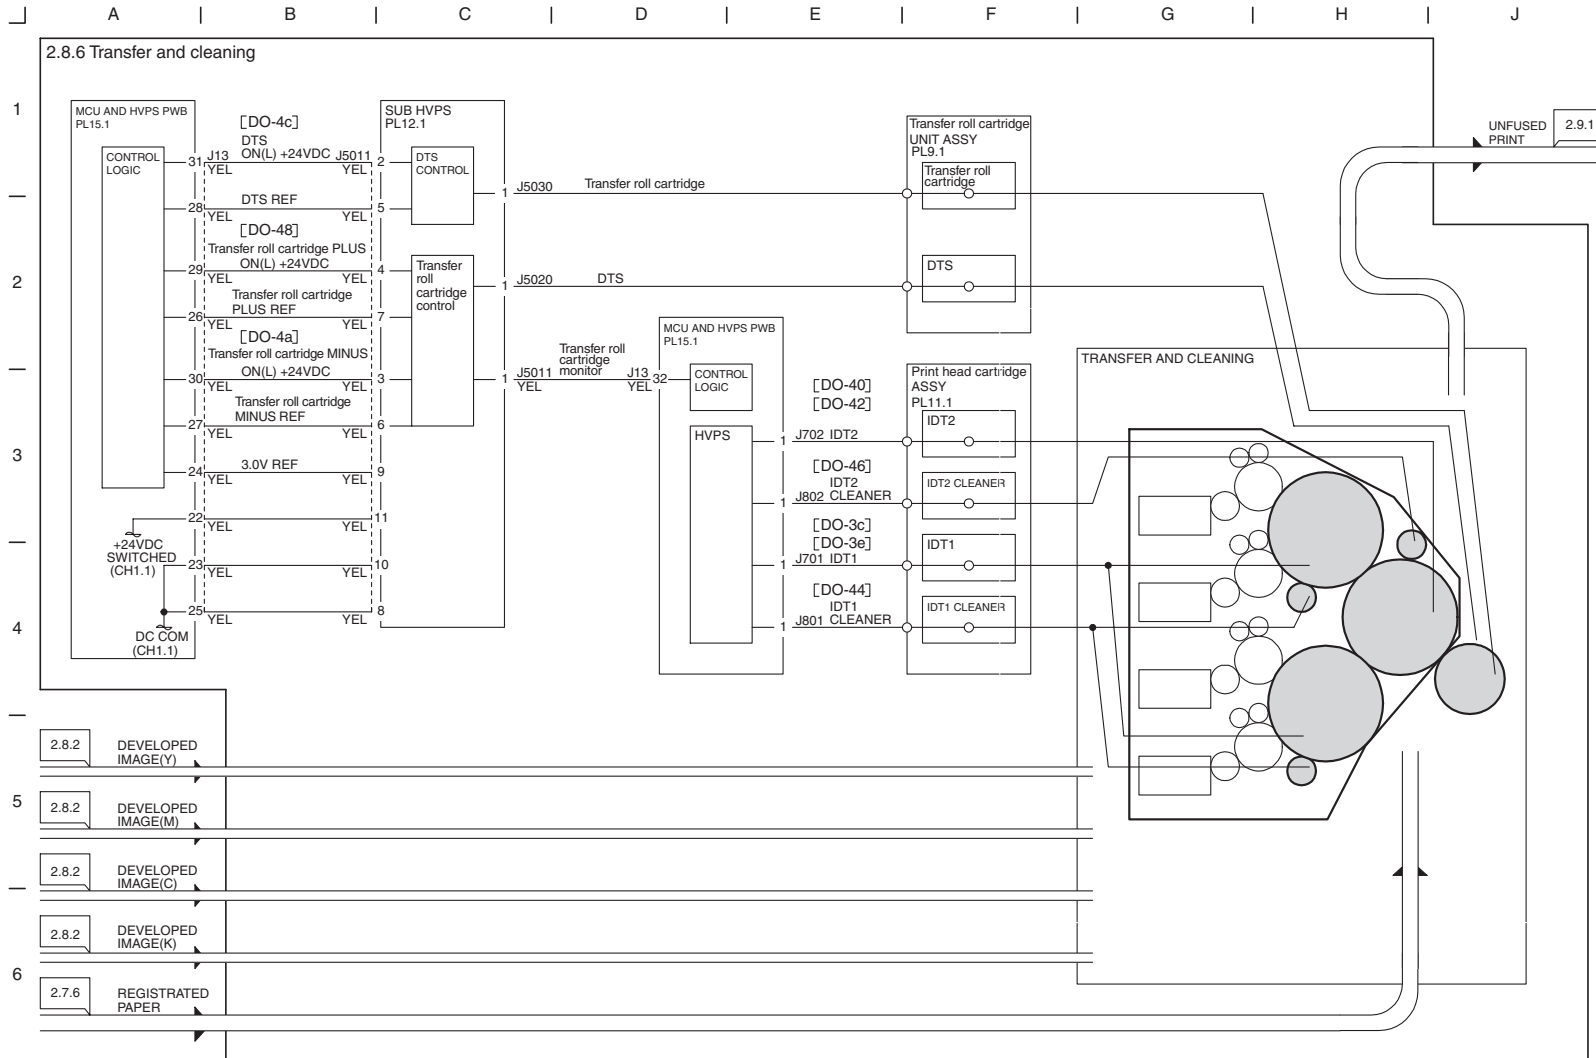 A B C D E F G H J
2.8.6 Transfer and cleaning
1
2
3
4
5
6
MCU AND HVPS PWB
PL15.1
CONTROL
LOGIC
31
28
29
26
30
27
24
22
23
25
+24VDC
SWITCHED
(CH1.1)
DC COM
(CH1.1)
[DO-4c]
DTS
J13 ON(L) +24VDC J5011
YEL YEL
DTS REF
YEL YEL
[DO-48]
Transfer roll cartridge PLUS
ON(L) +24VDC
YEL YEL
Transfer roll cartridge
PLUS REF
YEL YEL
[DO-4a]
Transfer roll cartridge MINUS
ON(L) +24VDC
YEL YEL
Transfer roll cartridge
MINUS REF
YEL YEL
3.0V REF
YEL YEL
YEL YEL
YEL YEL
YEL YEL
SUB HVPS
PL12.1
2
5
4
7
3
6
9
11
10
8
DTS
CONTROL
Transfer
roll
cartridge
control
1 J5030 Transfer roll cartridge
1 J5020 DTS
1 J5011
YEL
Transfer roll
cartridge
monitor
J13 32
YEL
MCU AND HVPS PWB
PL15.1
CONTROL
LOGIC
HVPS
[DO-40]
[DO-42]
1 J702 IDT2
[DO-46]
IDT2
1 J802 CLEANER
[DO-3c]
[DO-3e]
1 J701 IDT1
[DO-44]
IDT1
1 J801 CLEANER
Transfer roll cartridge
UNIT ASSY
PL9.1
Transfer roll
cartridge
DTS
Print head cartridge
ASSY
PL11.1
IDT2
IDT2 CLEANER
IDT1
IDT1 CLEANER
TRANSFER AND CLEANING
UNFUSED
PRINT
2.9.1
2.8.2 DEVELOPED
IMAGE(Y)
2.8.2 DEVELOPED
IMAGE(M)
2.8.2 DEVELOPED
IMAGE(C)
2.8.2 DEVELOPED
IMAGE(K)
2.7.6 REGISTRATED
PAPER